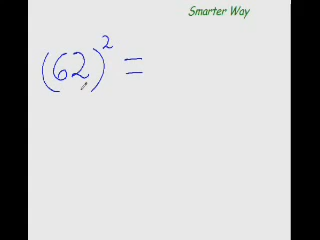 Smarter Way
(62)² =